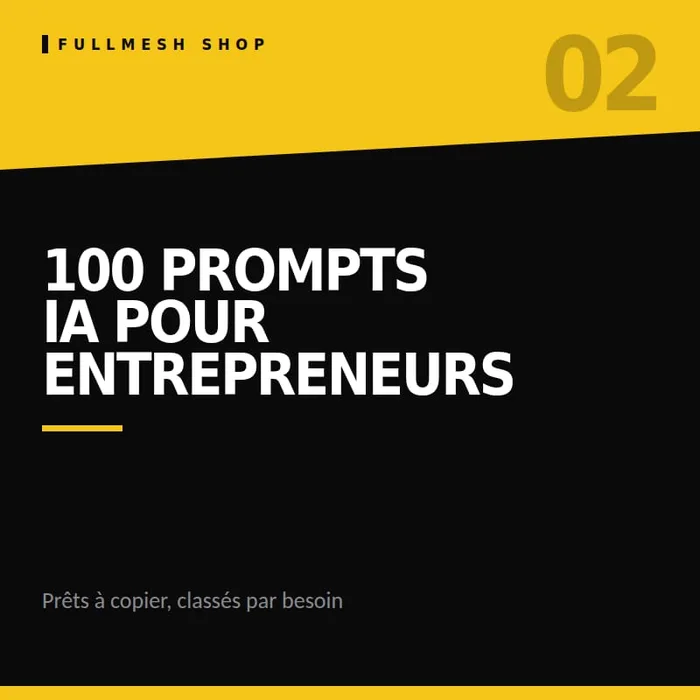 FULLMESH SHOP
02
100 PROMPTS
IA POUR
ENTREPRENEURS
Prêts à copier, classés par besoin